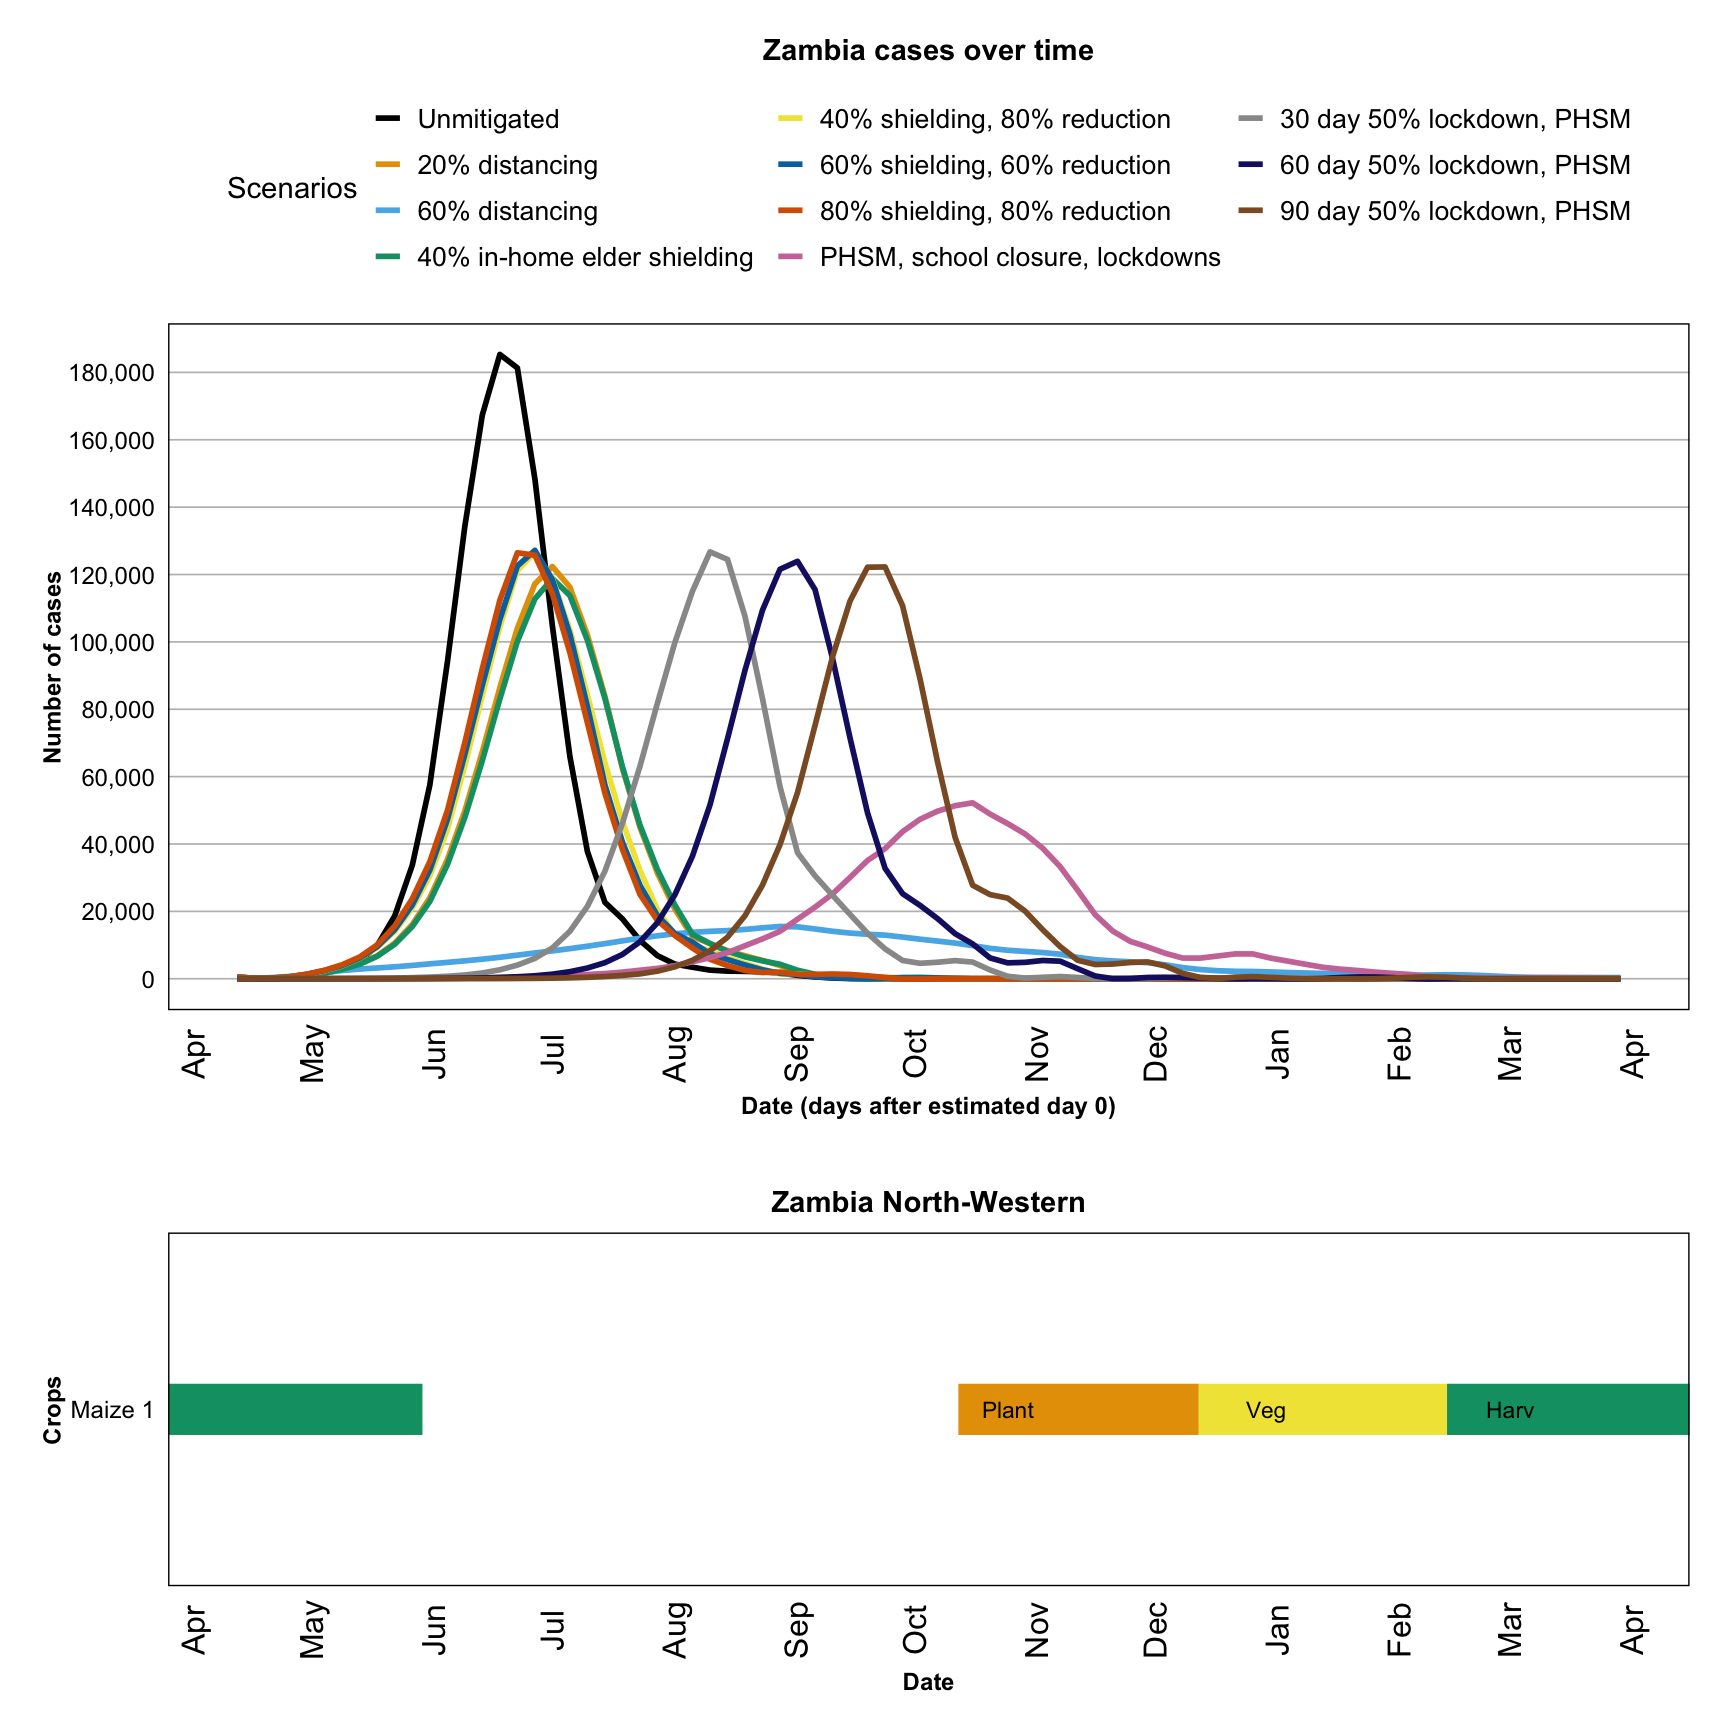 Zambia cases over time
Scenarios
Unmitigated
20% distancing
60% distancing
40% in-home elder shielding
40% shielding, 80% reduction
60% shielding, 60% reduction
80% shielding, 80% reduction
PHSM, school closure, lockdowns
30 day 50% lockdown, PHSM
60 day 50% lockdown, PHSM
90 day 50% lockdown, PHSM
Number of cases
180,000
160,000
140,000
120,000
100,000
80,000
60,000
40,000
20,000
0
Apr May Jun Jul Aug Sep Oct Nov Dec Jan Feb Mar Apr
Date (days after estimated day 0)
Zambia North-Western
Crops
Maize 1
Plant Veg Harv
Apr May Jun Jul Aug Sep Oct Nov Dec Jan Feb Mar Apr
Date